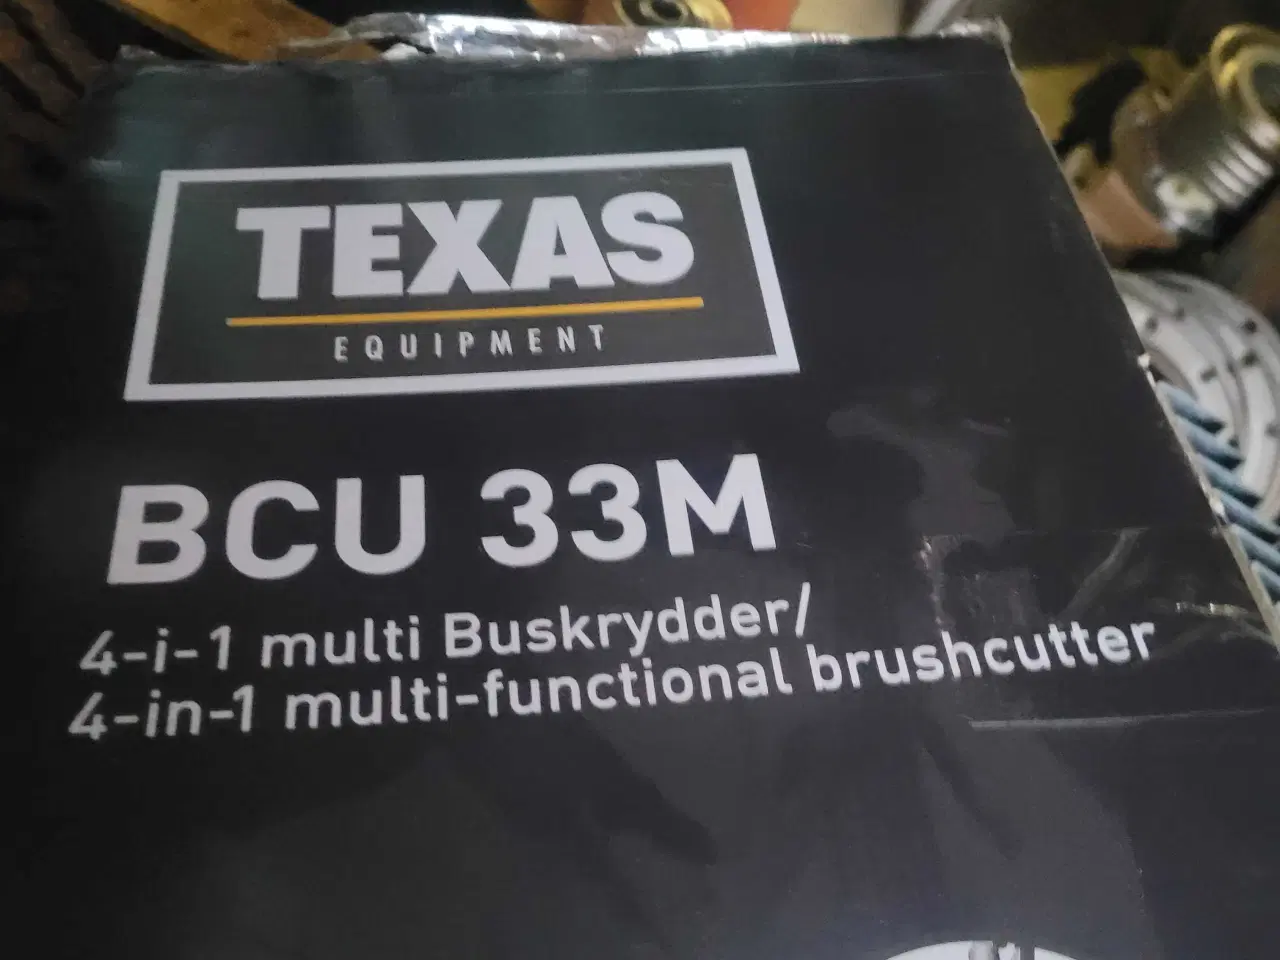 TEXAS
EQUIPMENT
BCU 33M
4-i-1 multi Buskrydder/
4-in-1 multi-functional brushcutter